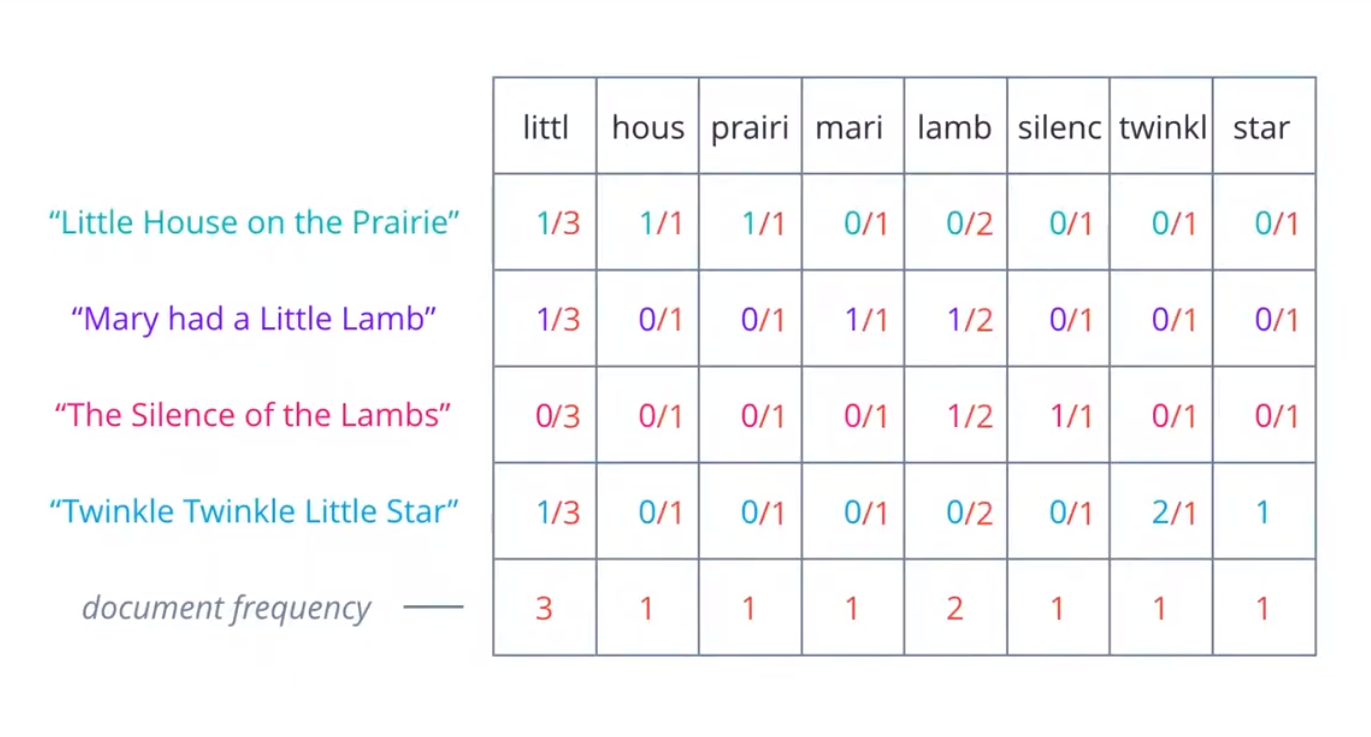 littl hous prairi mari lamb silenc twinkl star
“Little House on the Prairie” 1/3 1/1 1/1 0/1 0/2 0/1 0/1 0/1
“Mary had a Little Lamb” 1/3 0/1 0/1 1/1 1/2 0/1 0/1 0/1
“The Silence of the Lambs” 0/3 0/1 0/1 0/1 1/2 1/1 0/1 0/1
“Twinkle Twinkle Little Star” 1/3 0/1 0/1 0/1 0/2 0/1 2/1 1
document frequency 3 1 1 1 2 1 1 1